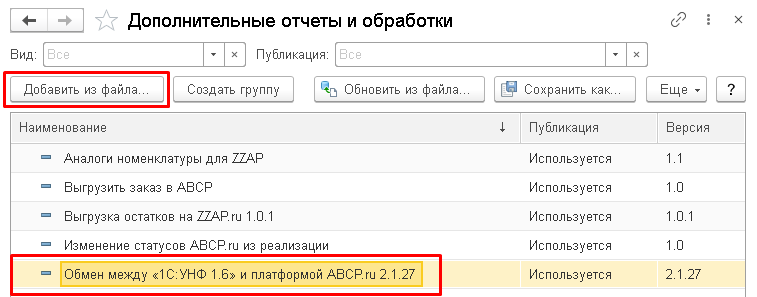 Дополнительные отчеты и обработки
Вид: Все Публикация: Все
Добавить из файла... Создать группу Обновить из файла... Сохранить как... Еще ?
Наименование Публикация Версия
Аналоги номенклатуры для ZZAP Используется 1.1
Выгрузить заказ в ABCP Используется 1.0
Выгрузка остатков на ZZAP.ru 1.0.1 Используется 1.0.1
Изменение статусов ABCP.ru из реализации Используется 1.0
Обмен между «1С:УНФ 1.6» и платформой ABCP.ru 2.1.27 Используется 2.1.27